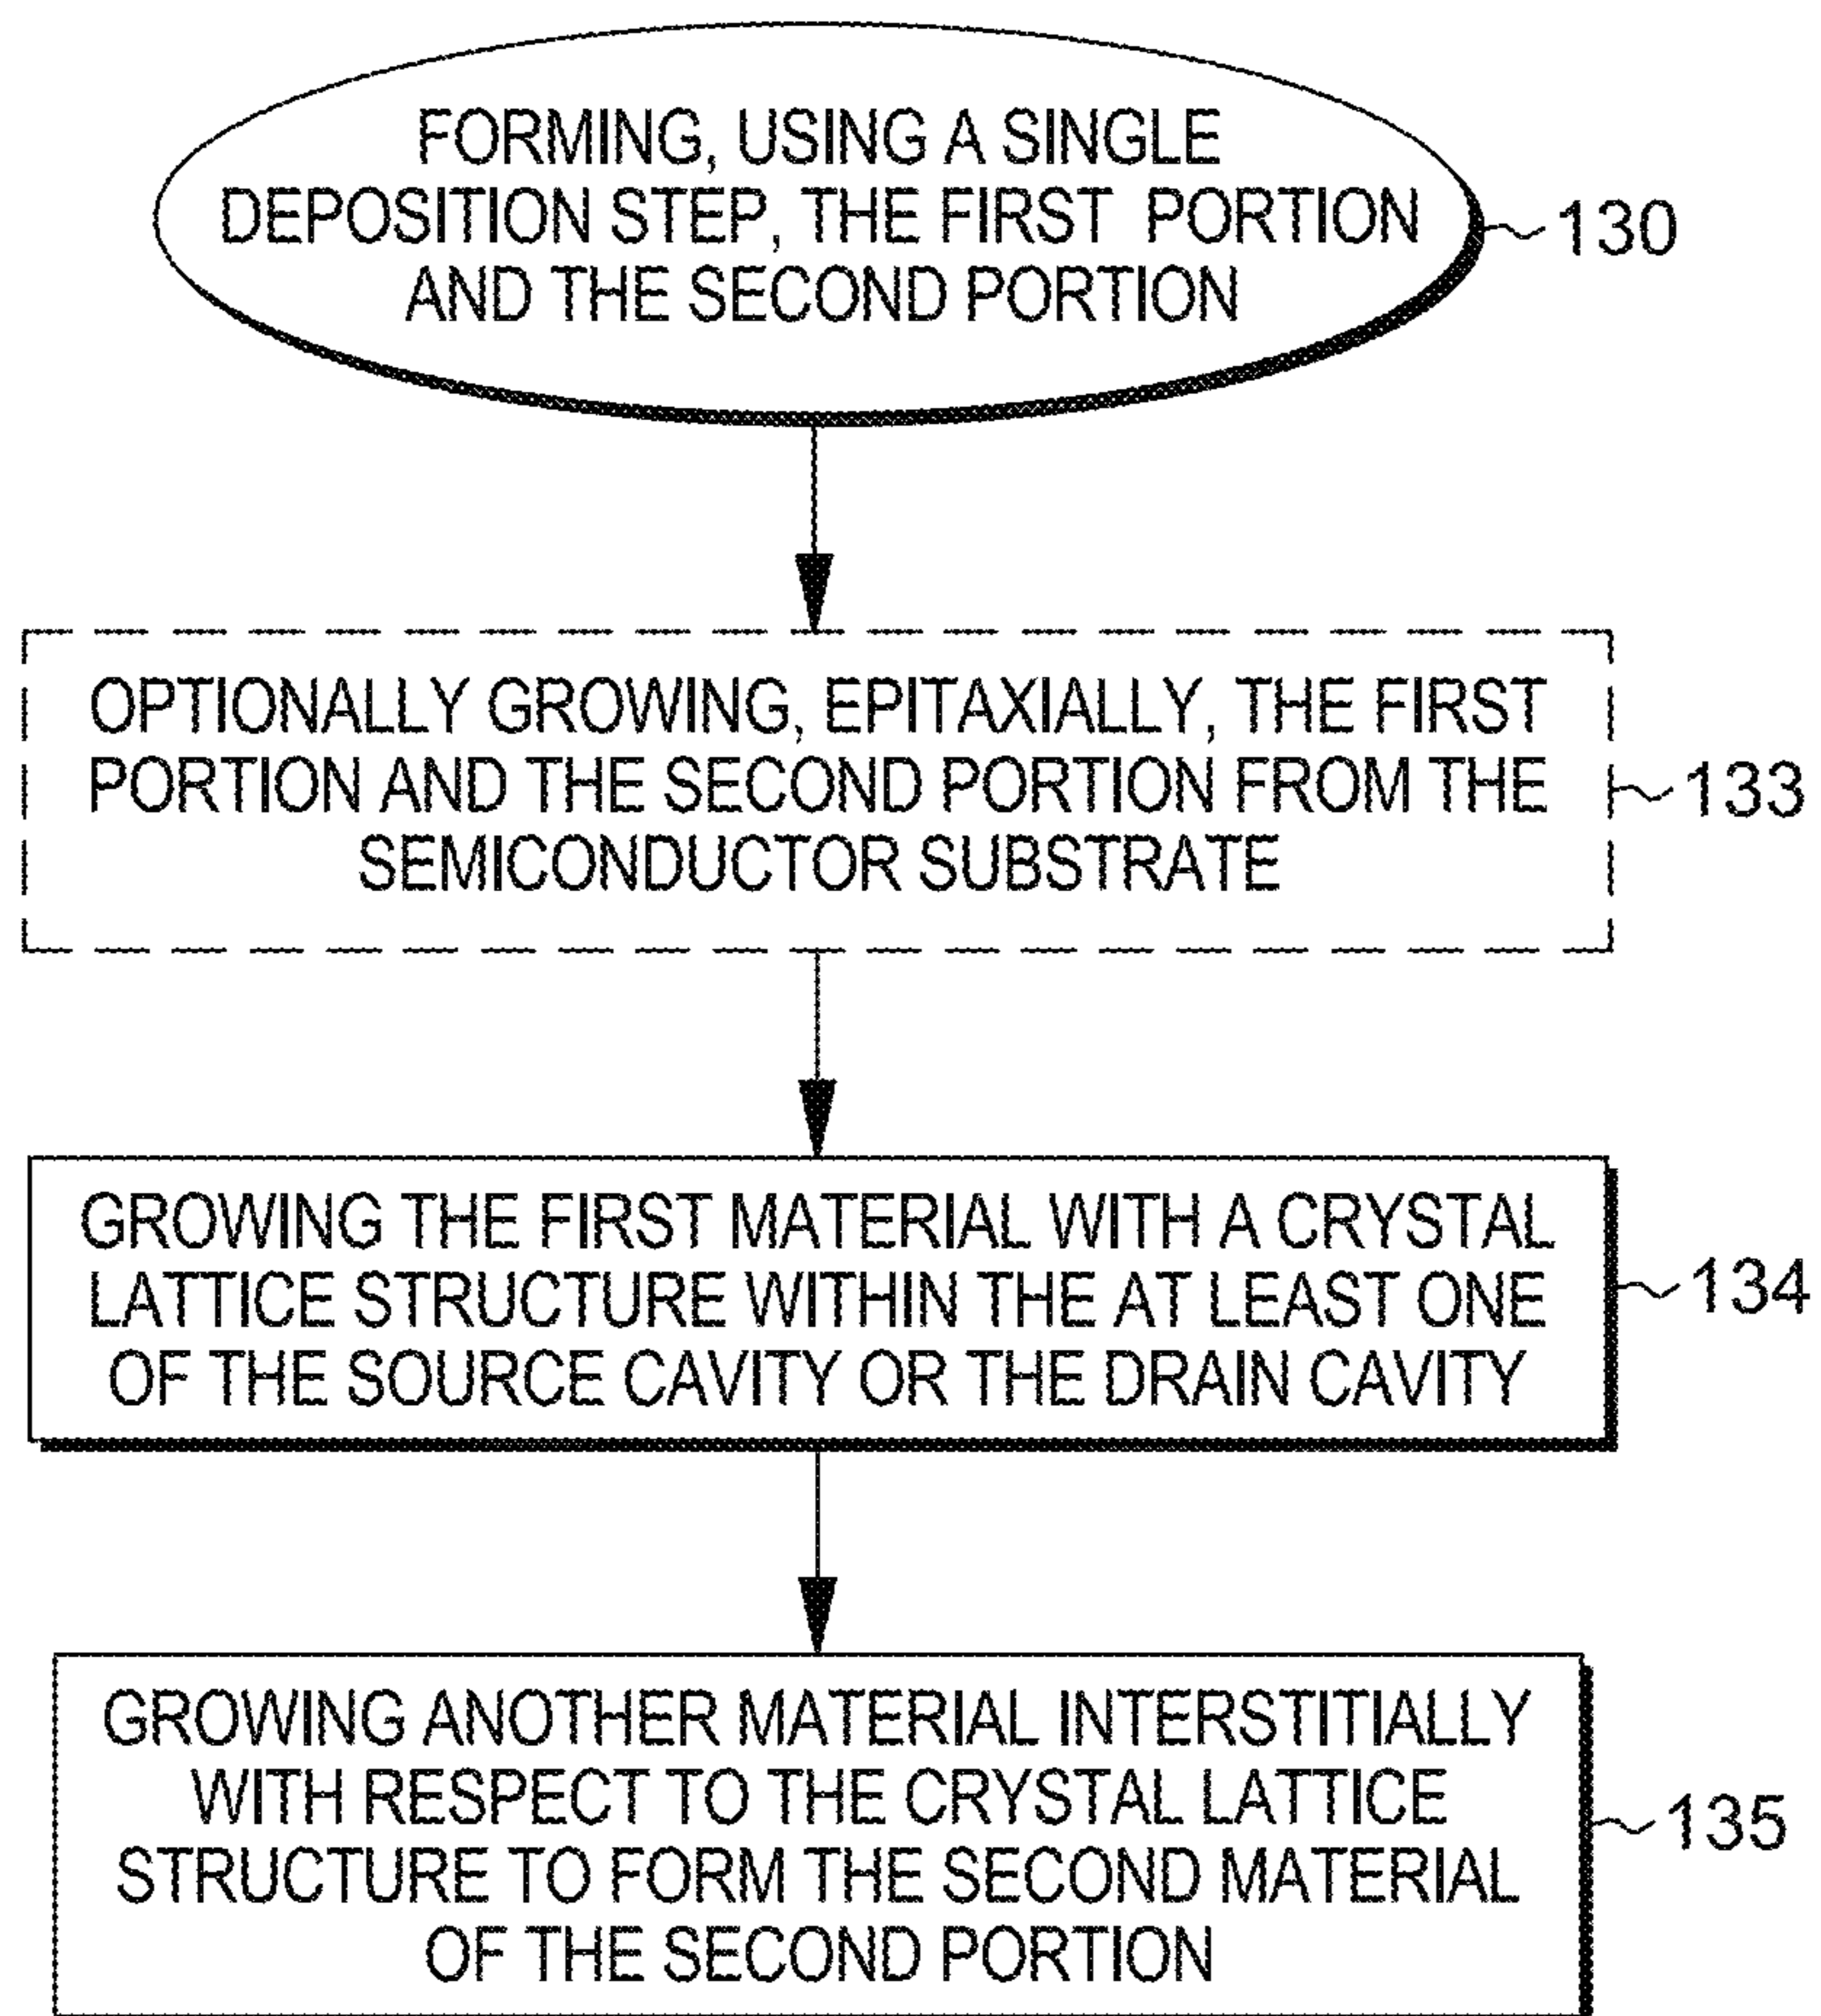 FORMING, USING A SINGLE
DEPOSITION STEP, THE FIRST PORTION
AND THE SECOND PORTION
130
OPTIONALLY GROWING, EPITAXIALLY, THE FIRST
PORTION AND THE SECOND PORTION FROM THE
SEMICONDUCTOR SUBSTRATE
133
GROWING THE FIRST MATERIAL WITH A CRYSTAL
LATTICE STRUCTURE WITHIN THE AT LEAST ONE
OF THE SOURCE CAVITY OR THE DRAIN CAVITY
134
GROWING ANOTHER MATERIAL INTERSTITIALLY
WITH RESPECT TO THE CRYSTAL LATTICE
STRUCTURE TO FORM THE SECOND MATERIAL
OF THE SECOND PORTION
135